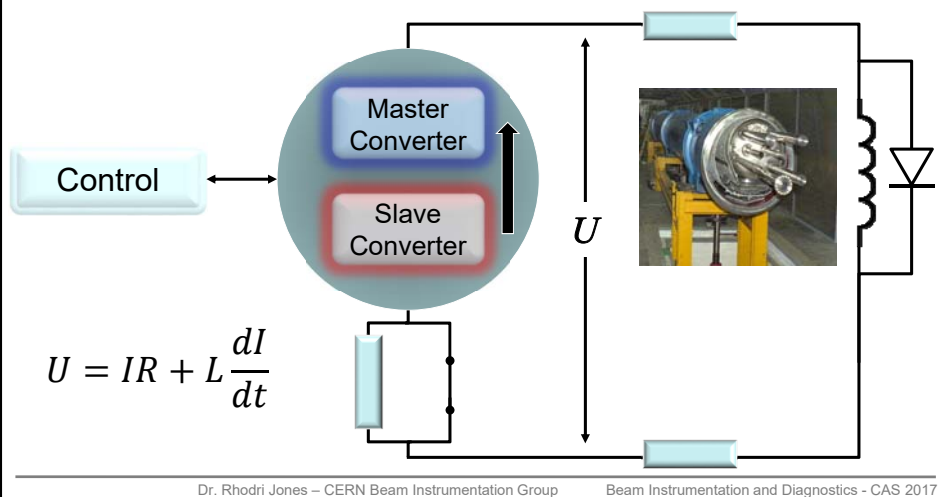 Master
Converter
Control
Slave
Converter
U
U = IR + L dI/dt
Dr. Rhodri Jones – CERN Beam Instrumentation Group Beam Instrumentation and Diagnostics - CAS 2017